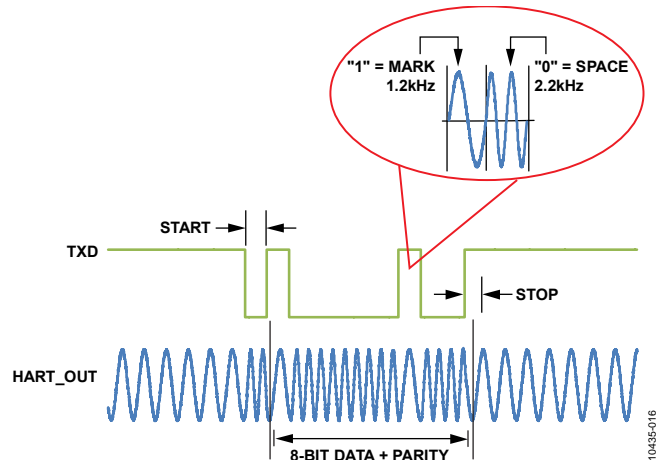 "1" = MARK
1.2kHz
"0" = SPACE
2.2kHz
START
TXD
STOP
HART_OUT
8-BIT DATA + PARITY
10435-016